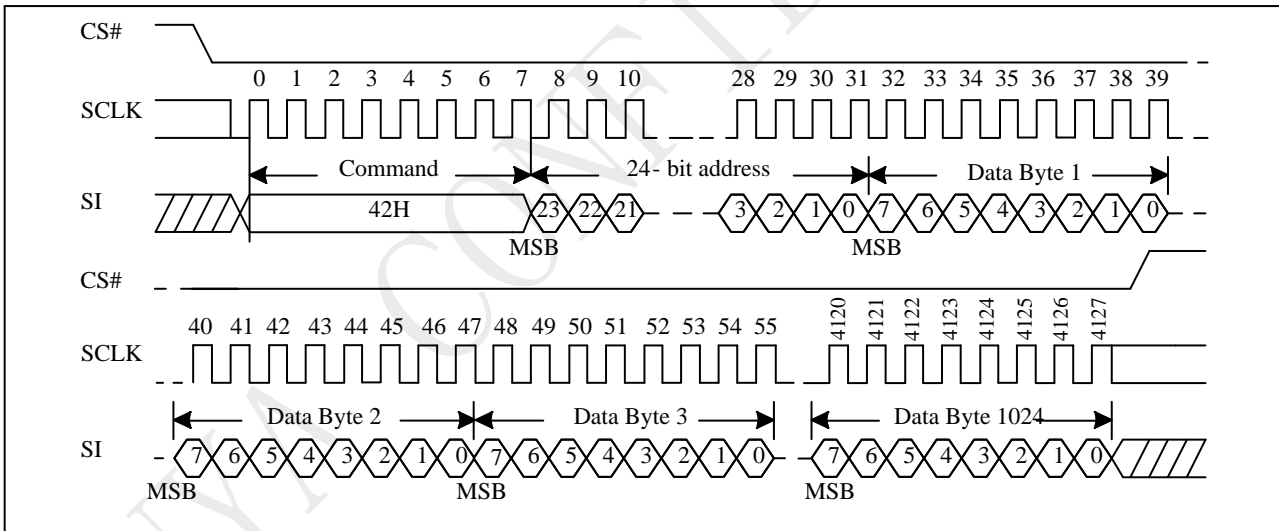 CS#
0 1 2 3 4 5 6 7 8 9 10 28 29 30 31 32 33 34 35 36 37 38 39
SCLK
Command 24- bit address Data Byte 1
SI 42H 23 22 21 3 2 1 0 7 6 5 4 3 2 1 0
MSB MSB
CS#
40 41 42 43 44 45 46 47 48 49 50 51 52 53 54 55 4120 4121 4122 4123 4124 4125 4126 4127
SCLK
Data Byte 2 Data Byte 3 Data Byte 1024
SI 7 6 5 4 3 2 1 0 7 6 5 4 3 2 1 0 7 6 5 4 3 2 1 0
MSB MSB MSB